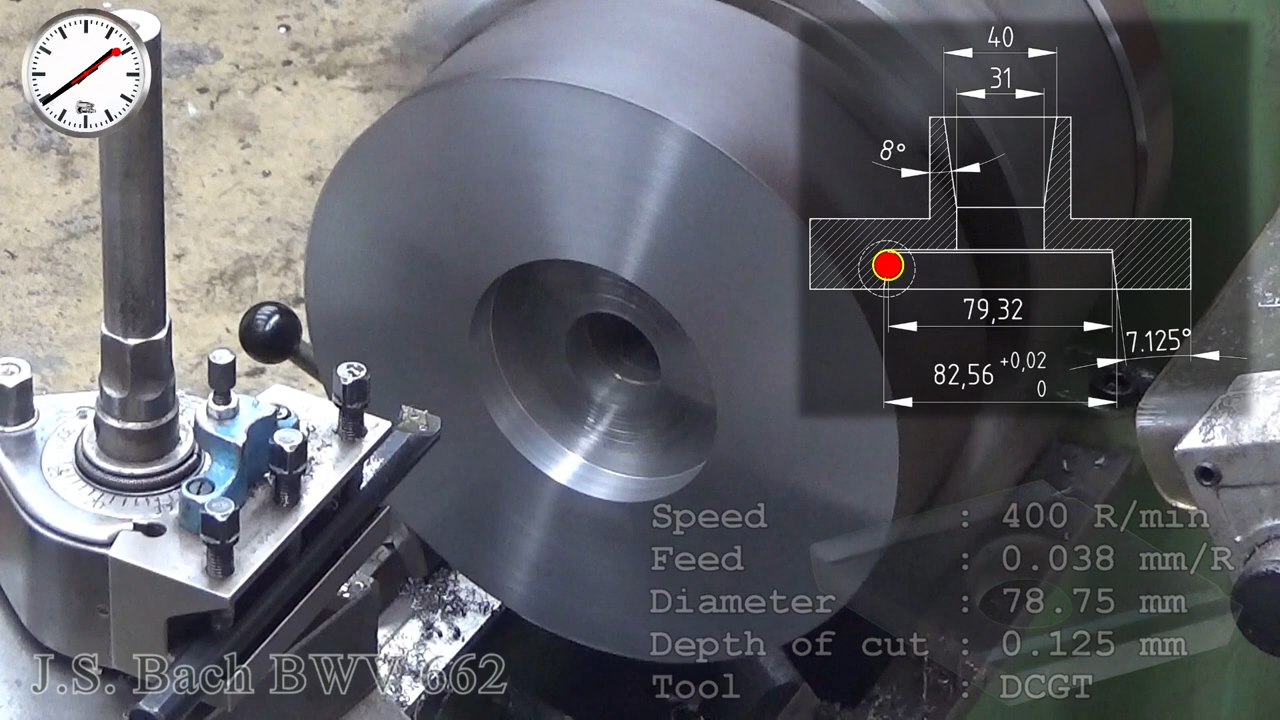 40
31
8°
79,32
7.125°
82,56 +0,02
0
Speed : 400 R/min
Feed : 0.038 mm/R
Diameter : 78.75 mm
Depth of cut : 0.125 mm
Tool : DCGT
J.S. Bach BWV 662